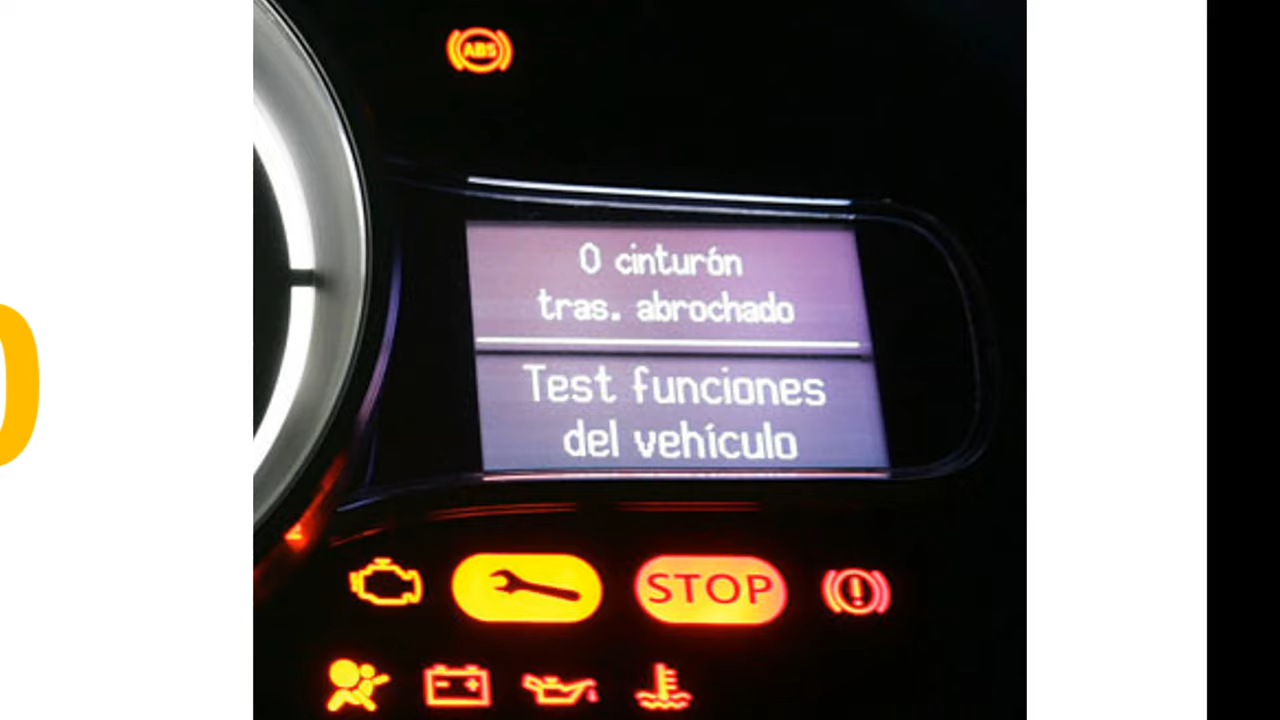 ABS
0 cinturón
tras. abrochado
Test funciones
del vehículo
STOP